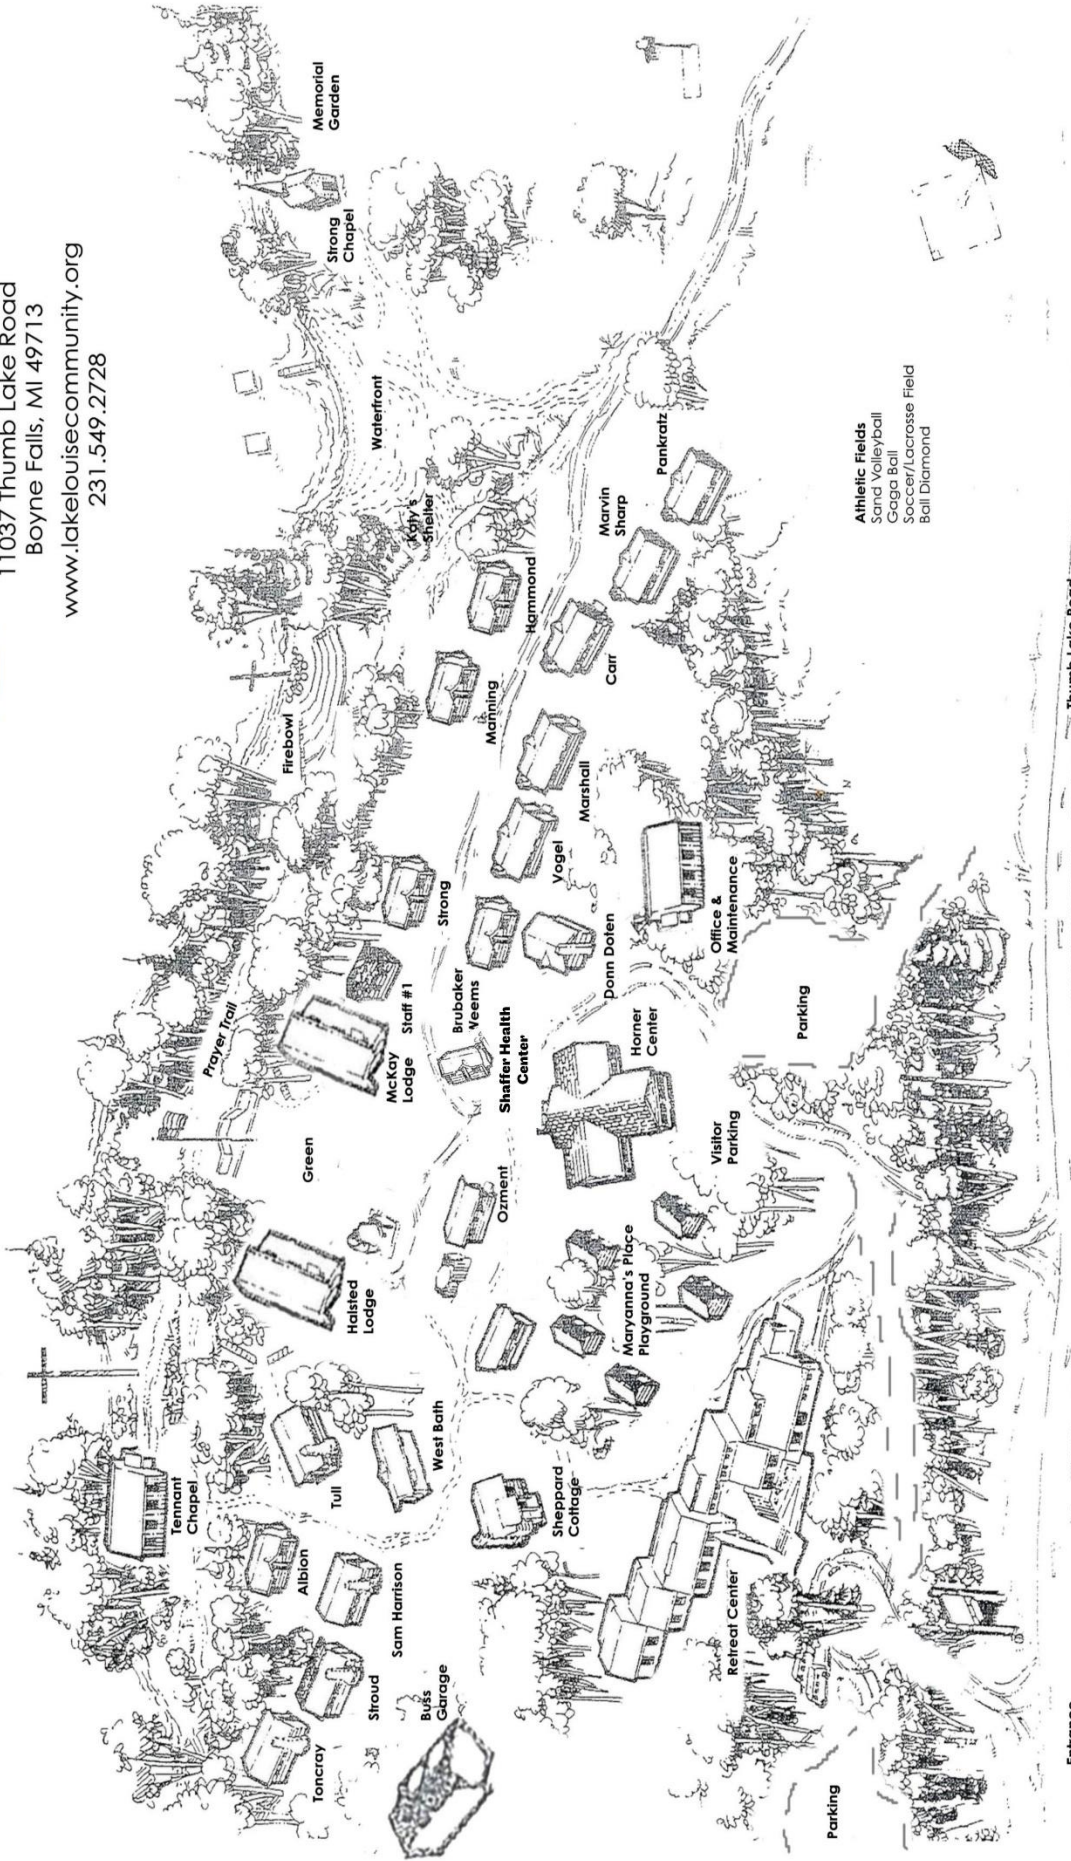 11037 Thumb Lake Road
Boyne Falls, MI 49713
www.lakelouisecommunity.org
231.549.2728
Memorial
Garden
Strong
Chapel
Waterfront
Katy's
Shelter
Firebowl
Prayer Trail
Green
Tennant
Chapel
Halsted
Lodge
McKay
Lodge
Staff #1
Strong
Manning
Hammond
Marvin
Sharp
Pankratz
Carr
Marshall
Vogel
Brubaker
Weems
Shaffer Health
Center
Donn Doten
Office &
Maintenance
Horner
Center
Ozment
Tull
West Bath
Albion
Sam Harrison
Stroud
Toncray
Buss
Garage
Sheppard
Cottage
Maryanna's Place
Playground
Visitor
Parking
Parking
Retreat Center
Parking
Athletic Fields
Sand Volleyball
Gaga Ball
Soccer/Lacrosse Field
Ball Diamond
Thumb Lake Road
Entrance